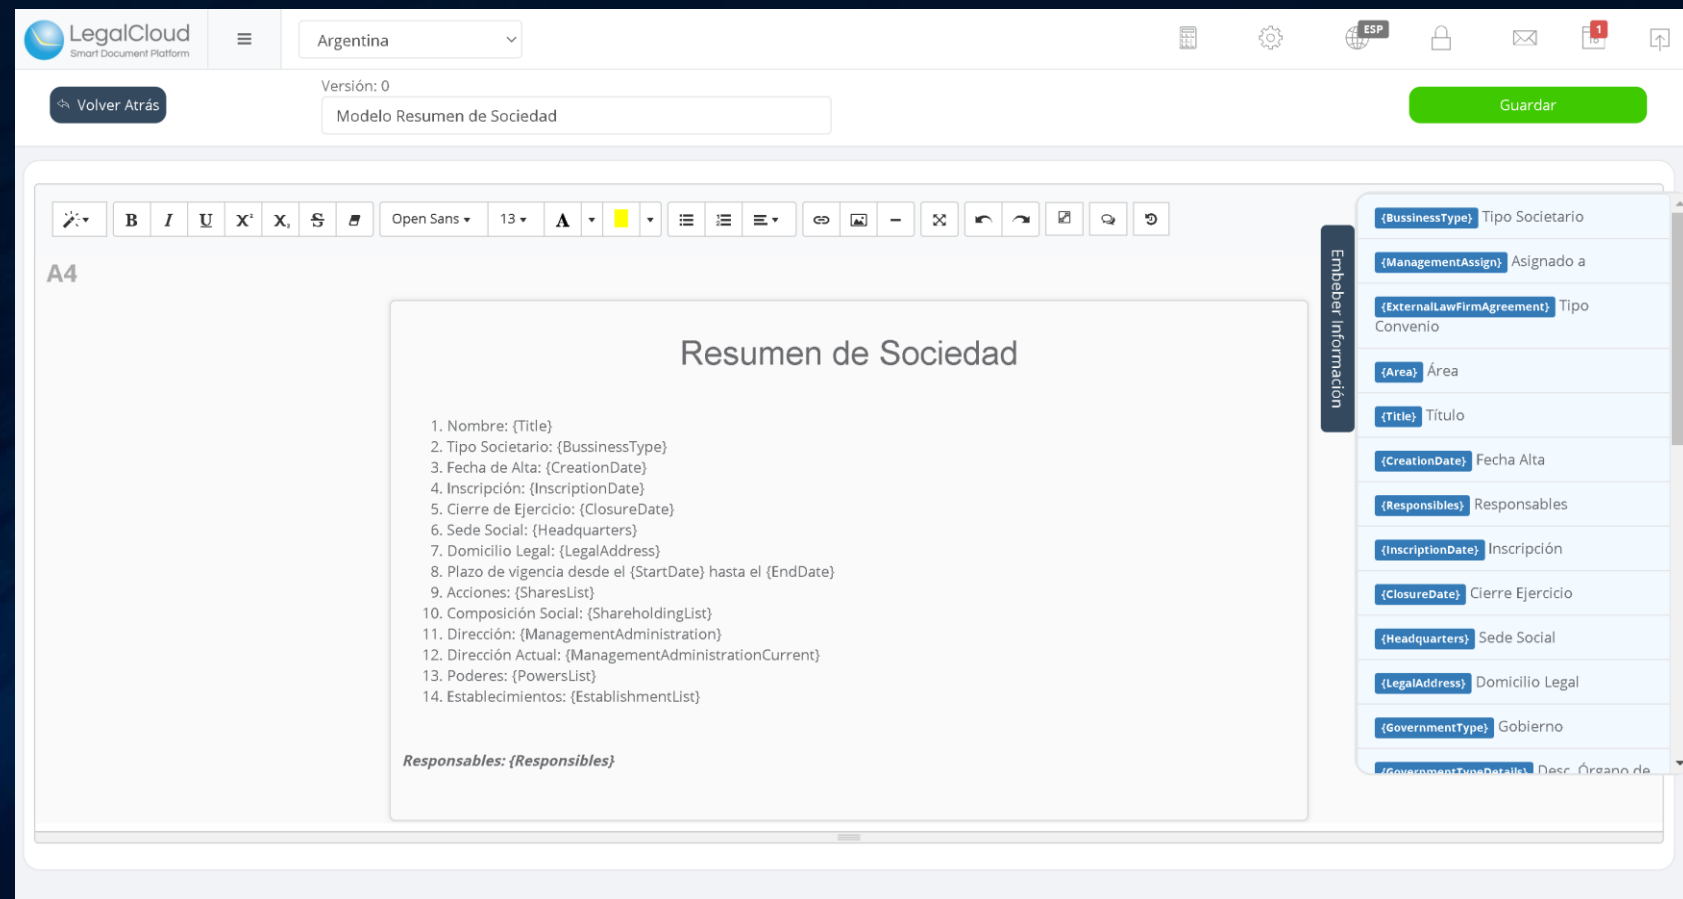 LegalCloud
Smart Document Platform
Argentina
ESP
1
Volver Atrás
Versión: 0
Modelo Resumen de Sociedad
Guardar
B I U X² X₂ S Open Sans 13 A
A4
Resumen de Sociedad
1. Nombre: {Title}
2. Tipo Societario: {BussinessType}
3. Fecha de Alta: {CreationDate}
4. Inscripción: {InscriptionDate}
5. Cierre de Ejercicio: {ClosureDate}
6. Sede Social: {Headquarters}
7. Domicilio Legal: {LegalAddress}
8. Plazo de vigencia desde el {StartDate} hasta el {EndDate}
9. Acciones: {SharesList}
10. Composición Social: {ShareholdingList}
11. Dirección: {ManagementAdministration}
12. Dirección Actual: {ManagementAdministrationCurrent}
13. Poderes: {PowersList}
14. Establecimientos: {EstablishmentList}
Responsables: {Responsibles}
Embeber Información
{BussinessType} Tipo Societario
{ManagementAssign} Asignado a
{ExternalLawFirmAgreement} Tipo
Convenio
{Area} Área
{Title} Título
{CreationDate} Fecha Alta
{Responsibles} Responsables
{InscriptionDate} Inscripción
{ClosureDate} Cierre Ejercicio
{Headquarters} Sede Social
{LegalAddress} Domicilio Legal
{GovernmentType} Gobierno
{GovernmentTypeDetails} Desc. Órgano de